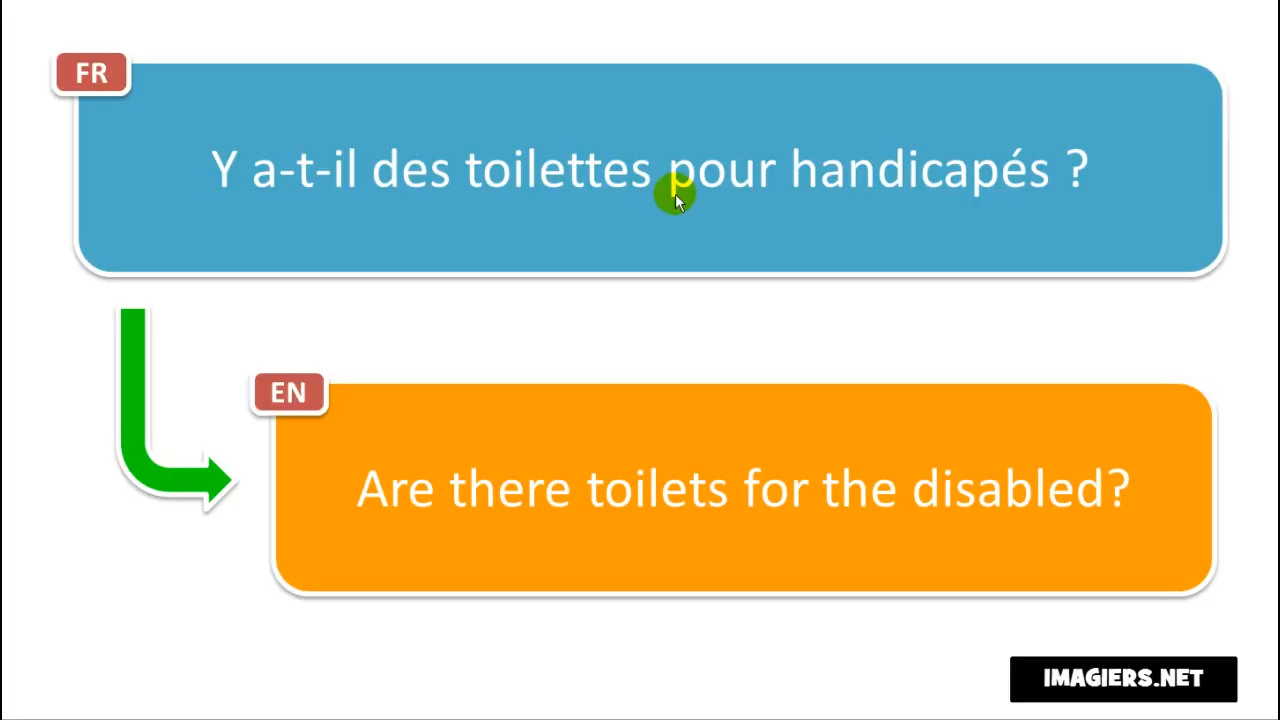 FR
Y a-t-il des toilettes pour handicapés ?
EN
Are there toilets for the disabled?
IMAGIERS.NET